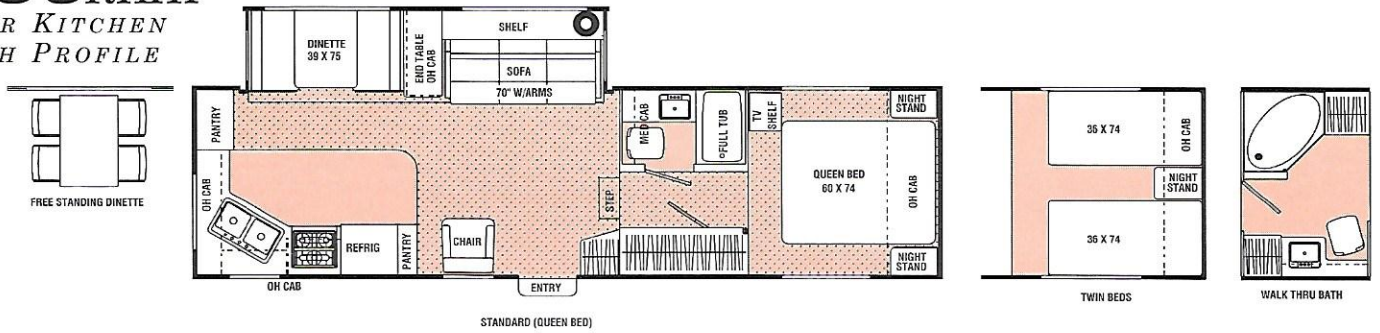 R KITCHEN
H PROFILE
SHELF
DINETTE
39 X 75
END TABLE
OH CAB
SOFA
70" W/ARMS
PANTRY
MED CAB
FULL TUB
TV
SHELF
NIGHT
STAND
35 X 74
OH CAB
QUEEN BED
60 X 74
OH CAB
NIGHT
STAND
FREE STANDING DINETTE
OH CAB
STEP
REFRIG
PANTRY
CHAIR
36 X 74
NIGHT
STAND
OH CAB
ENTRY
TWIN BEDS
WALK THRU BATH
STANDARD (QUEEN BED)